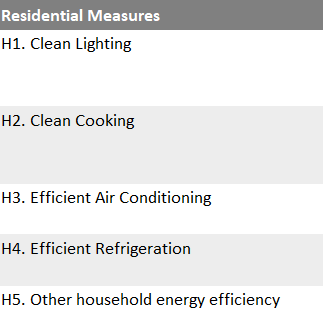 Residential Measures
H1. Clean Lighting
H2. Clean Cooking
H3. Efficient Air Conditioning
H4. Efficient Refrigeration
H5. Other household energy efficiency